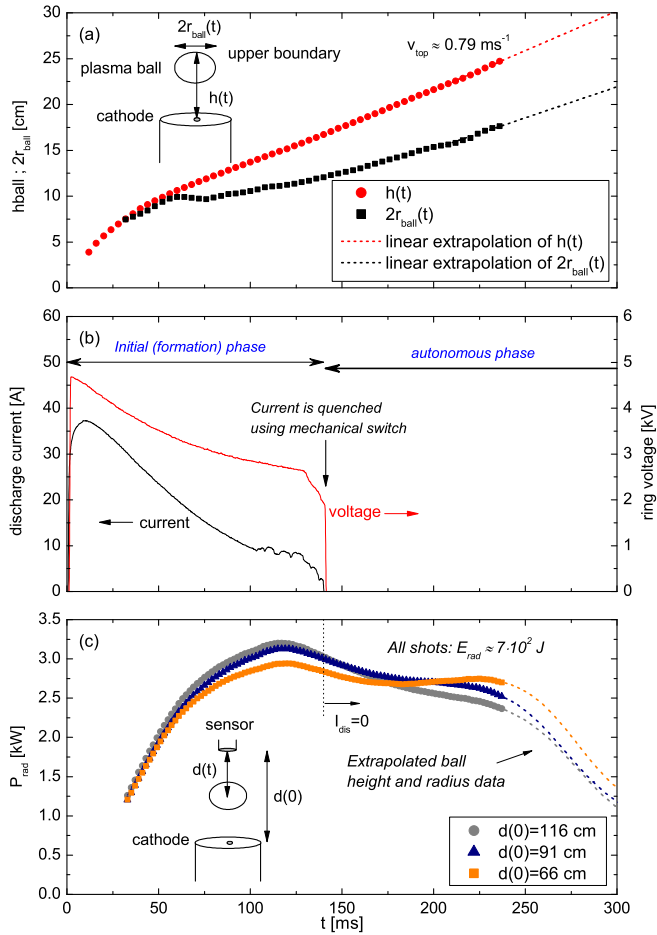 (a)
2r_ball(t)
upper boundary
plasma ball
h(t)
cathode
v_top ≈ 0.79 ms^-1
30
25
20
15
10
5
0
hball ; 2r_ball [cm]
h(t)
2r_ball(t)
linear extrapolation of h(t)
linear extrapolation of 2r_ball(t)
(b)
Initial (formation) phase
autonomous phase
Current is quenched
using mechanical switch
current
voltage
60
50
40
30
20
10
0
discharge current [A]
6
5
4
3
2
1
0
ring voltage [kV]
(c)
All shots: E_rad ≈ 7·10^2 J
I_dis=0
sensor
d(t)
d(0)
cathode
Extrapolated ball
height and radius data
d(0)=116 cm
d(0)=91 cm
d(0)=66 cm
3.5
3.0
2.5
2.0
1.5
1.0
0.5
0.0
P_rad [kW]
0 50 100 150 200 250 300
t [ms]